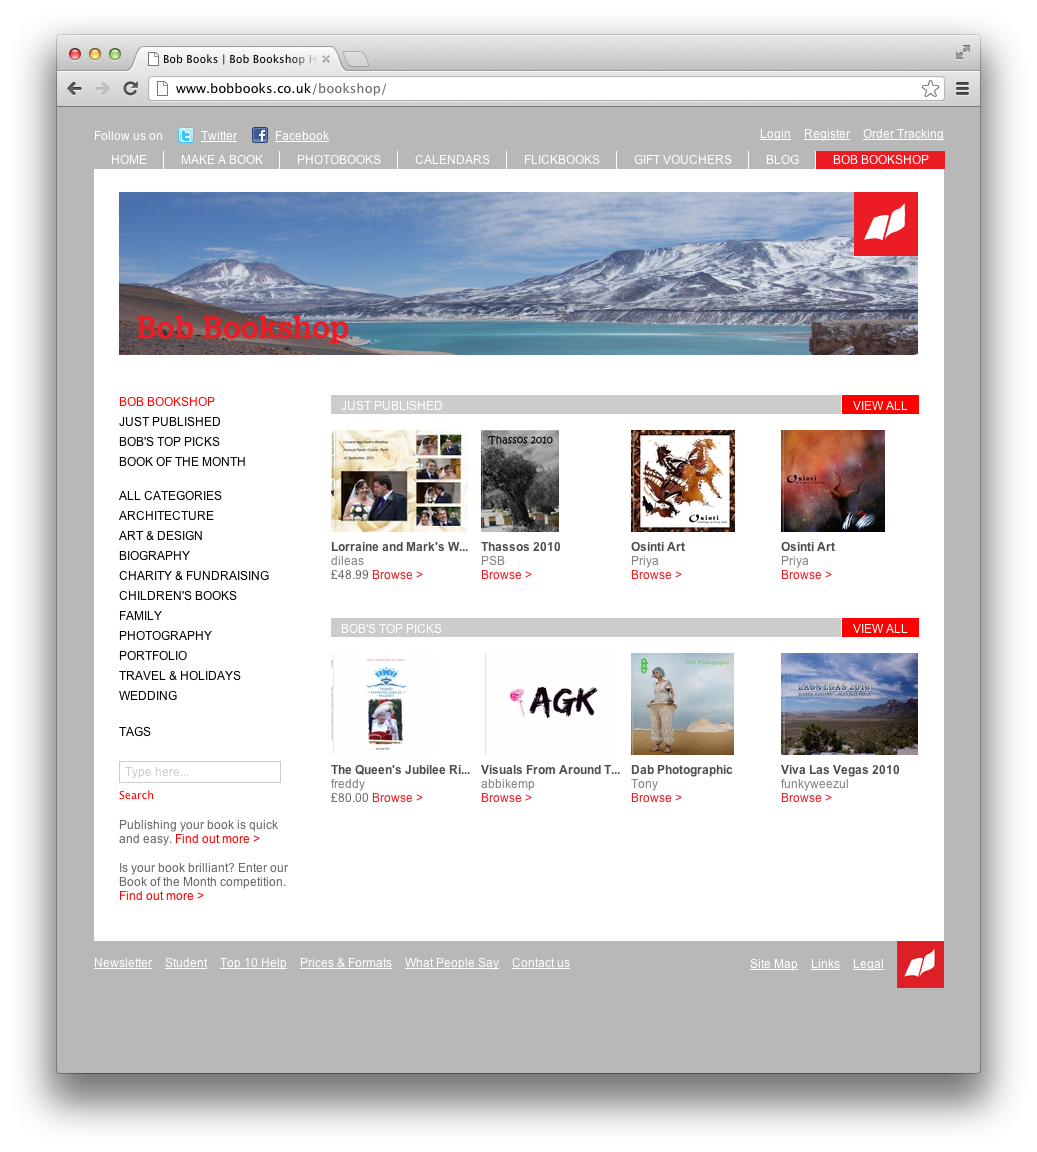 Bob Books | Bob Bookshop H
www.bobbooks.co.uk/bookshop/
Follow us on Twitter Facebook
Login Register Order Tracking
HOME MAKE A BOOK PHOTOBOOKS CALENDARS FLICKBOOKS GIFT VOUCHERS BLOG BOB BOOKSHOP
Bob Bookshop
BOB BOOKSHOP
JUST PUBLISHED
BOB'S TOP PICKS
BOOK OF THE MONTH
ALL CATEGORIES
ARCHITECTURE
ART & DESIGN
BIOGRAPHY
CHARITY & FUNDRAISING
CHILDREN'S BOOKS
FAMILY
PHOTOGRAPHY
PORTFOLIO
TRAVEL & HOLIDAYS
WEDDING
TAGS
Type here...
Search
Publishing your book is quick
and easy. Find out more >
Is your book brilliant? Enter our
Book of the Month competition.
Find out more >
JUST PUBLISHED VIEW ALL
Lorraine and Mark's Wedding
Thassos 2010
Osinti
Osinti
Lorraine and Mark's W... Thassos 2010 Osinti Art Osinti Art
dileas PSB Priya Priya
£48.99 Browse > Browse > Browse > Browse >
BOB'S TOP PICKS VIEW ALL
AGK
Dab Photographic
LAS VEGAS 2010
The Queen's Jubilee Ri... Visuals From Around T... Dab Photographic Viva Las Vegas 2010
freddy abbikemp Tony funkyweezul
£80.00 Browse > Browse > Browse > Browse >
Newsletter Student Top 10 Help Prices & Formats What People Say Contact us
Site Map Links Legal